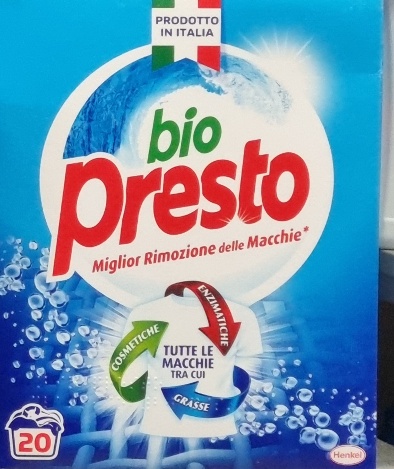 PRODOTTO
IN ITALIA
bio
Presto
Miglior Rimozione delle Macchie*
ENZIMATICHE
COSMETICHE
TUTTE LE
MACCHIE
TRA CUI
GRASSE
20
Henkel